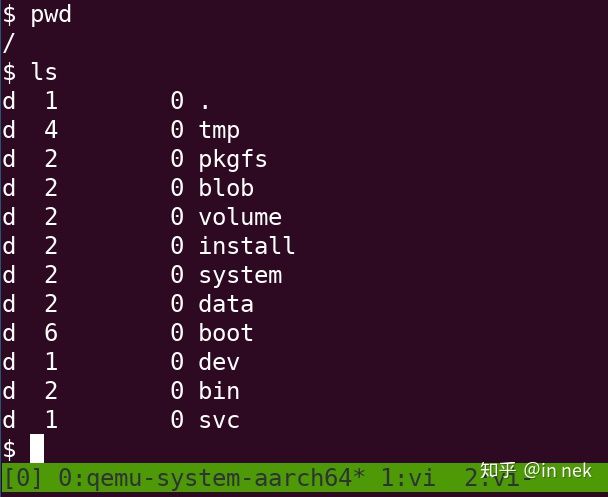 $ pwd
/
$ ls
d  1        0 .
d  4        0 tmp
d  2        0 pkgfs
d  2        0 blob
d  2        0 volume
d  2        0 install
d  2        0 system
d  2        0 data
d  6        0 boot
d  1        0 dev
d  2        0 bin
d  1        0 svc
$
[0] 0:qemu-system-aarch64* 1:vi  2:vi-
知乎 @in nek